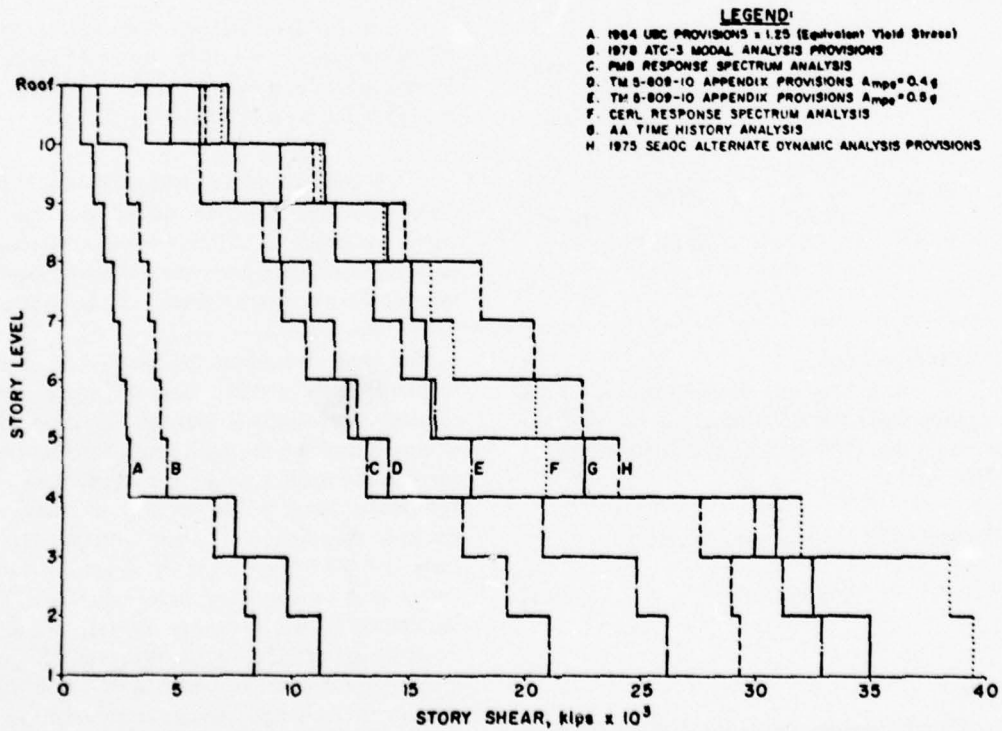 LEGEND:
A. 1964 UBC PROVISIONS x 1.25 (Equivalent Yield Stress)
B. 1978 ATC-3 MODAL ANALYSIS PROVISIONS
C. PMB RESPONSE SPECTRUM ANALYSIS
D. TM 5-809-10 APPENDIX PROVISIONS Ampe = 0.4g
E. TM 5-809-10 APPENDIX PROVISIONS Ampe = 0.5g
F. CERL RESPONSE SPECTRUM ANALYSIS
G. AA TIME HISTORY ANALYSIS
H. 1975 SEAOC ALTERNATE DYNAMIC ANALYSIS PROVISIONS
STORY LEVEL
Roof
10
9
8
7
6
5
A B C D E F G H
4
3
2
1
0 5 10 15 20 25 30 35 40
STORY SHEAR, kips x 10³